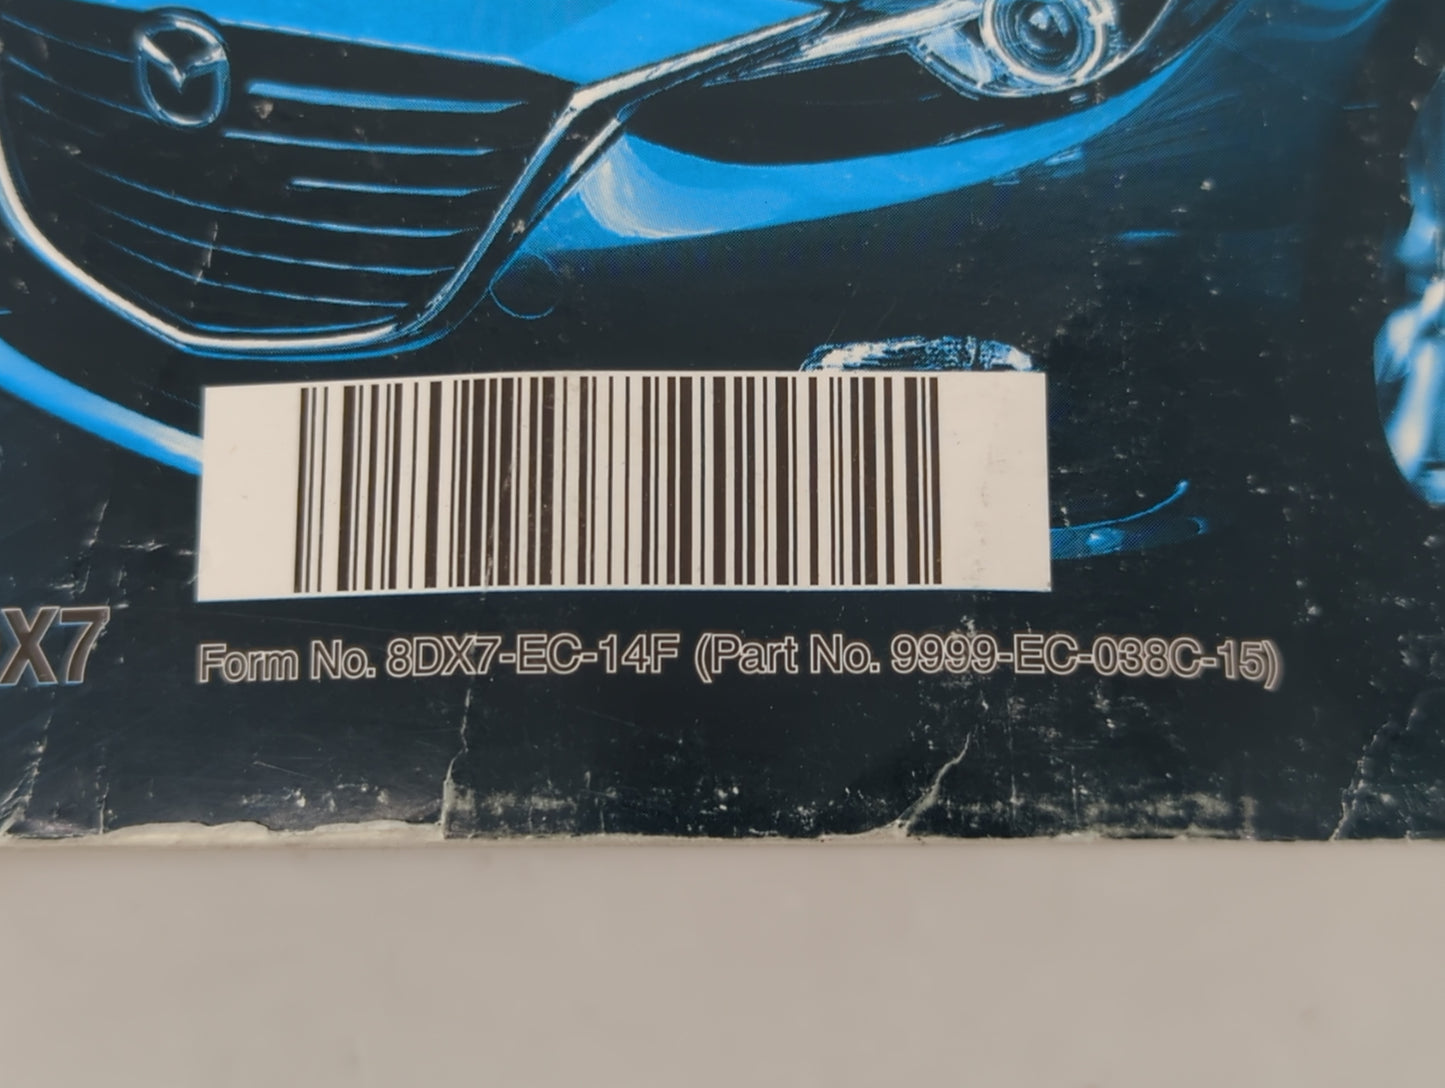 X7
Form No. 8DX7-EC-14F (Part No. 9999-EC-038C-15)